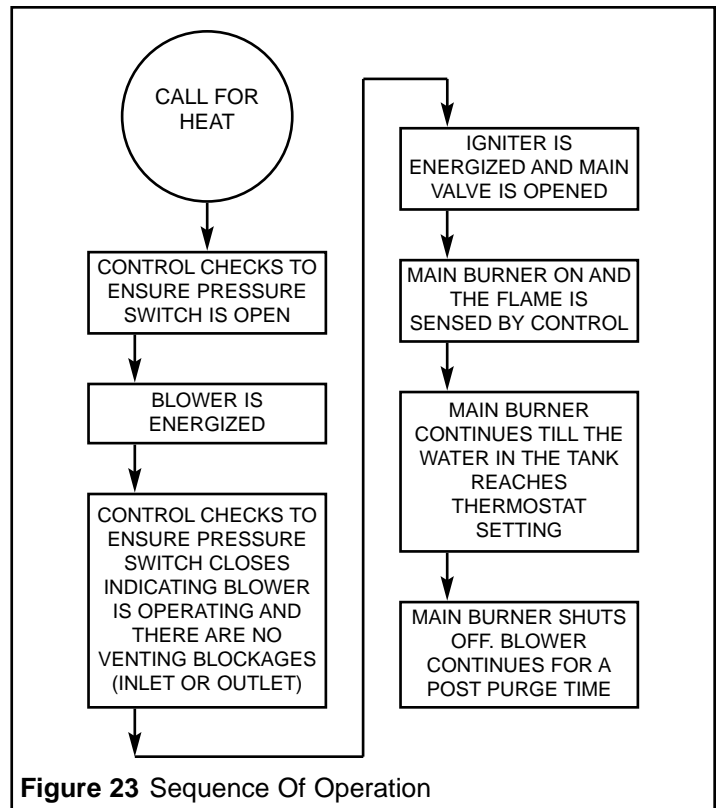 CALL FOR
HEAT
CONTROL CHECKS TO
ENSURE PRESSURE
SWITCH IS OPEN
BLOWER IS
ENERGIZED
CONTROL CHECKS TO
ENSURE PRESSURE
SWITCH CLOSES
INDICATING BLOWER
IS OPERATING AND
THERE ARE NO
VENTING BLOCKAGES
(INLET OR OUTLET)
IGNITER IS
ENERGIZED AND MAIN
VALVE IS OPENED
MAIN BURNER ON AND
THE FLAME IS
SENSED BY CONTROL
MAIN BURNER
CONTINUES TILL THE
WATER IN THE TANK
REACHES
THERMOSTAT
SETTING
MAIN BURNER SHUTS
OFF. BLOWER
CONTINUES FOR A
POST PURGE TIME
Figure 23 Sequence Of Operation